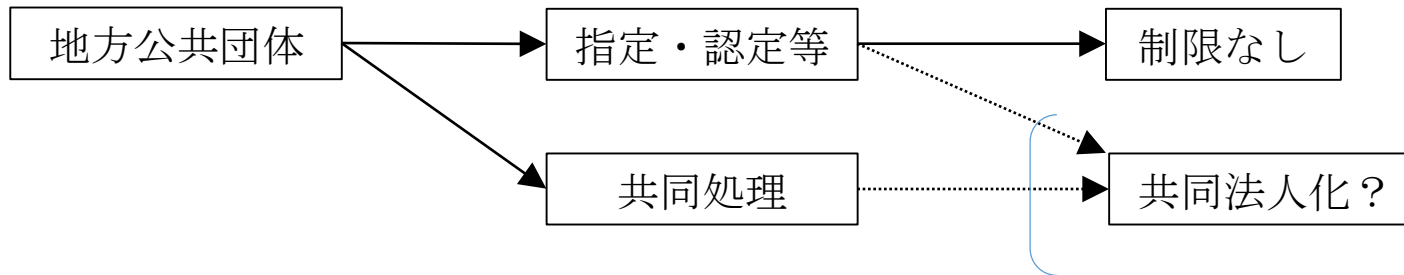 地方公共団体
指定・認定等
制限なし
共同処理
共同法人化？